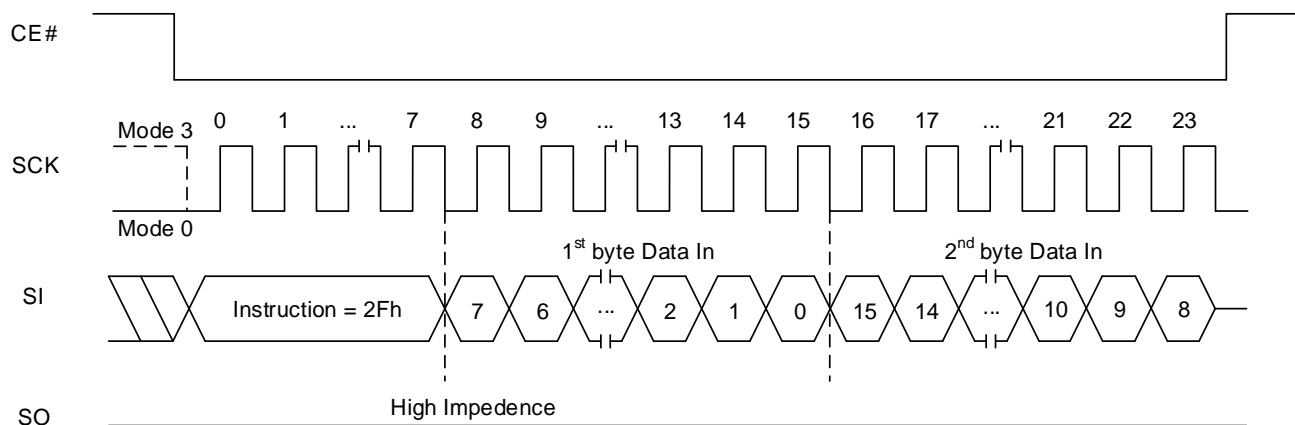 CE#
0 1 ... 7 8 9 ... 13 14 15 16 17 ... 21 22 23
Mode 3
SCK
Mode 0
1st byte Data In 2nd byte Data In
SI Instruction = 2Fh 7 6 ... 2 1 0 15 14 ... 10 9 8
High Impedence
SO